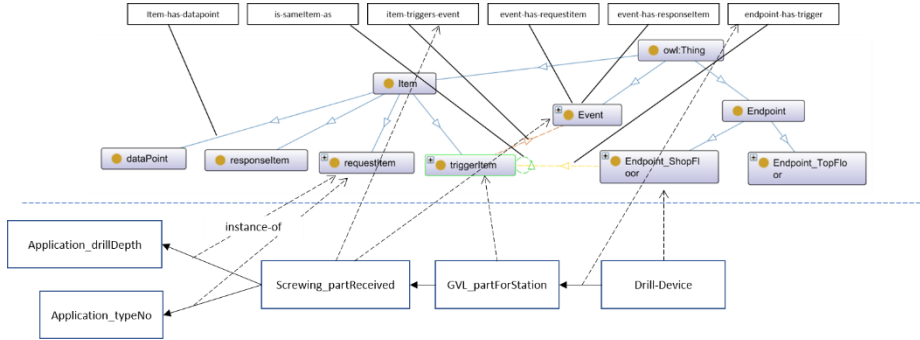 Item-has-datapoint
is-sameItem-as
item-triggers-event
event-has-requestitem
event-has-responseItem
endpoint-has-trigger
owl:Thing
Item
Event
Endpoint
dataPoint
responseItem
requestItem
triggerItem
Endpoint_ShopFl
oor
Endpoint_TopFlo
or
instance-of
Application_drillDepth
Screwing_partReceived
GVL_partForStation
Drill-Device
Application_typeNo